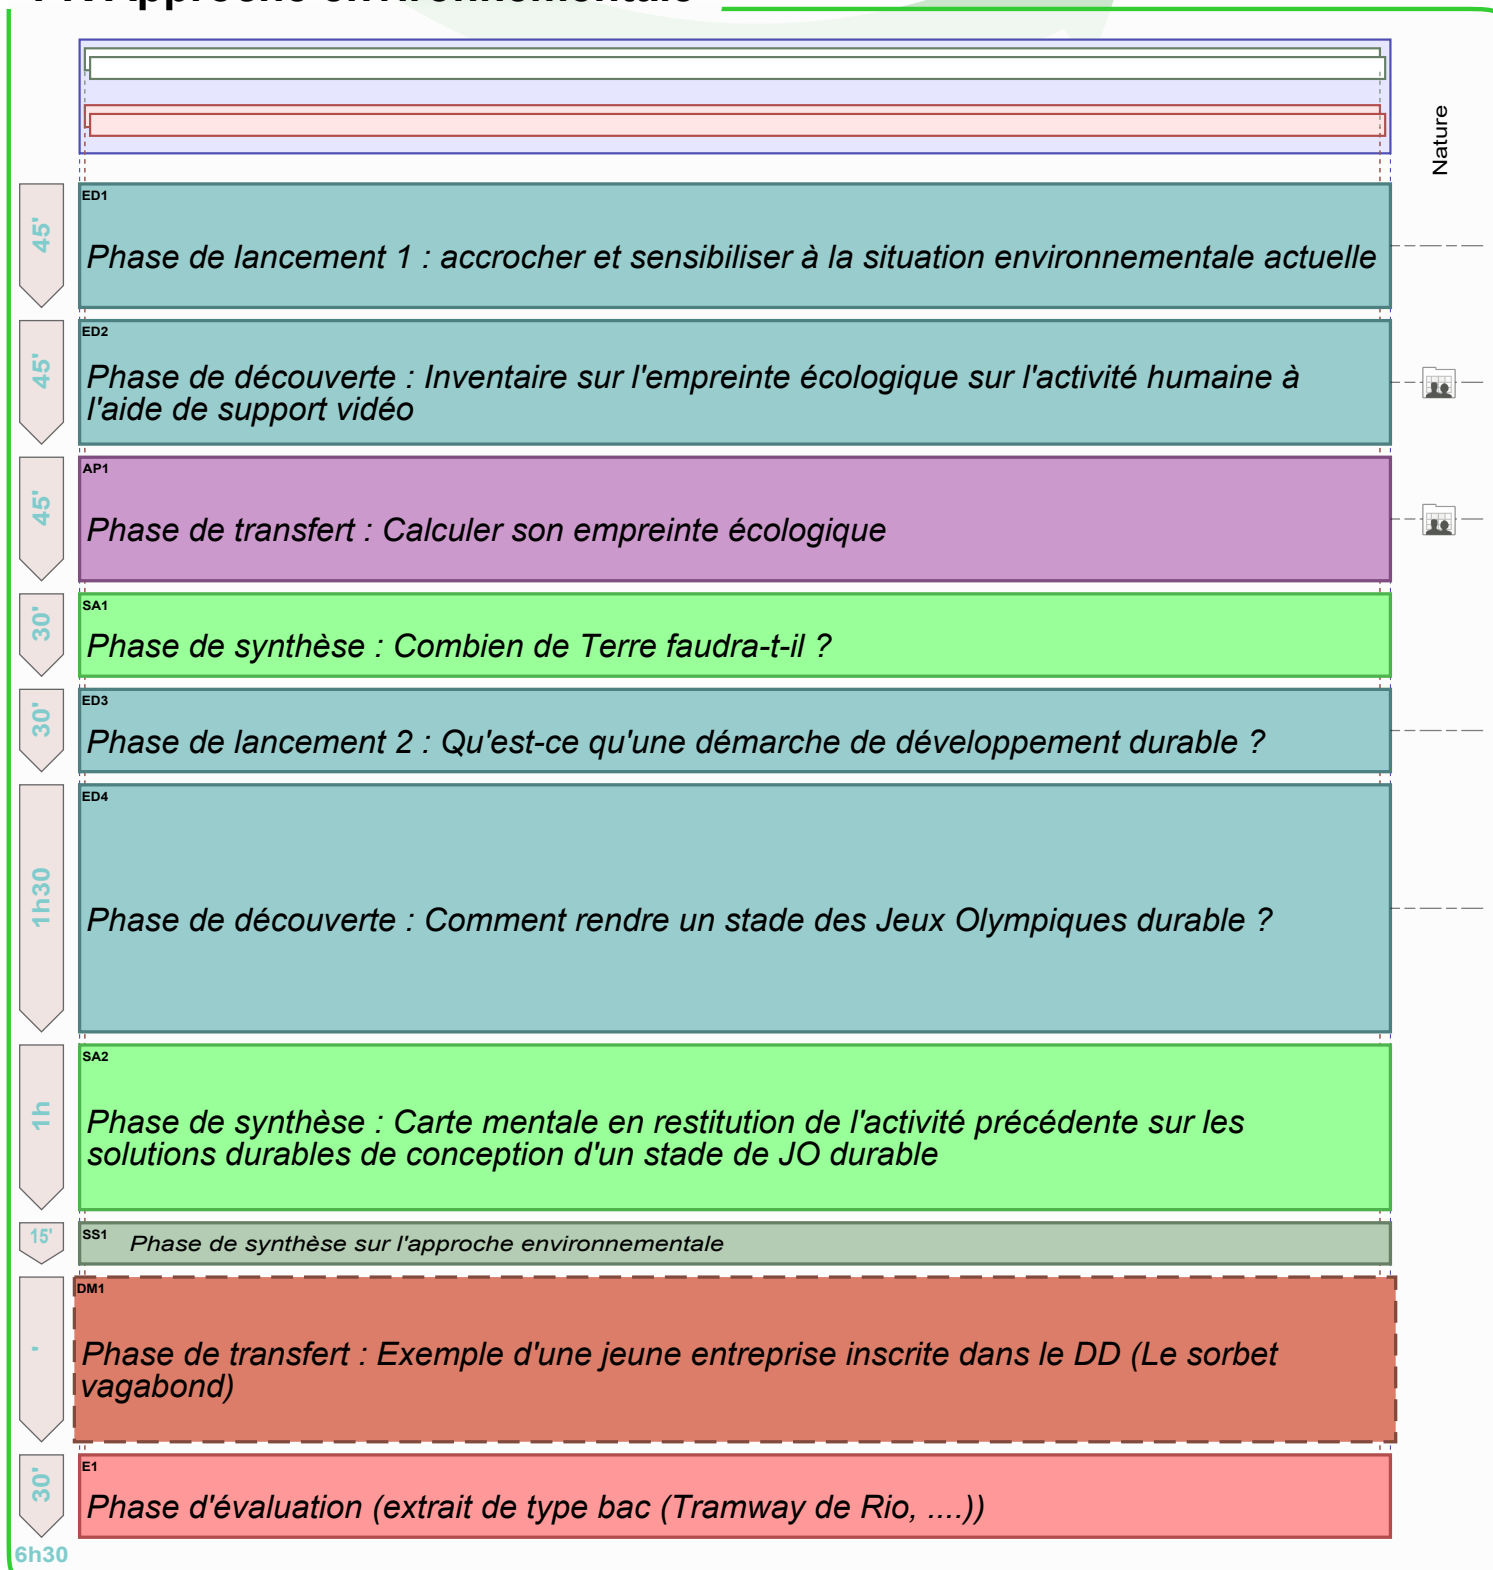 Approche environnementale
Nature
45'
ED1
Phase de lancement 1 : accrocher et sensibiliser à la situation environnementale actuelle
45'
ED2
Phase de découverte : Inventaire sur l'empreinte écologique sur l'activité humaine à
l'aide de support vidéo
45'
AP1
Phase de transfert : Calculer son empreinte écologique
30'
SA1
Phase de synthèse : Combien de Terre faudra-t-il ?
30'
ED3
Phase de lancement 2 : Qu'est-ce qu'une démarche de développement durable ?
1h30
ED4
Phase de découverte : Comment rendre un stade des Jeux Olympiques durable ?
1h
SA2
Phase de synthèse : Carte mentale en restitution de l'activité précédente sur les
solutions durables de conception d'un stade de JO durable
15'
SS1 Phase de synthèse sur l'approche environnementale
'
DM1
Phase de transfert : Exemple d'une jeune entreprise inscrite dans le DD (Le sorbet
vagabond)
30'
E1
Phase d'évaluation (extrait de type bac (Tramway de Rio, ....))
6h30